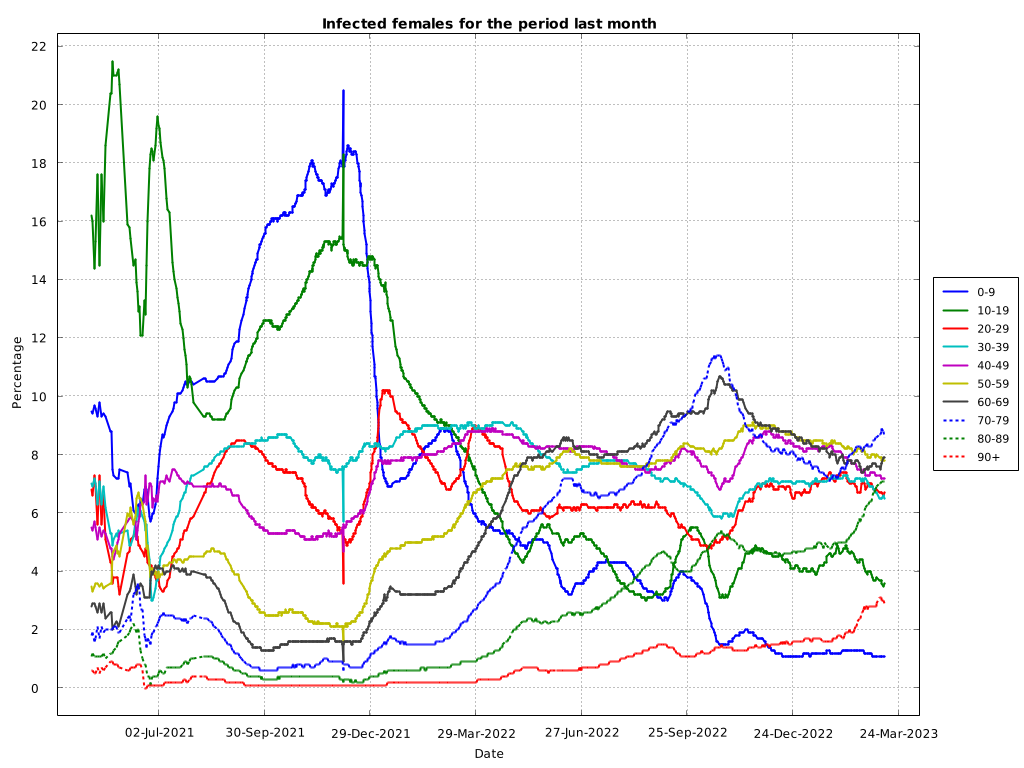 Infected females for the period last month
Percentage
22
20
18
16
14
12
10
8
6
4
2
0
02-Jul-2021
30-Sep-2021
29-Dec-2021
29-Mar-2022
27-Jun-2022
25-Sep-2022
24-Dec-2022
24-Mar-2023
Date
0-9
10-19
20-29
30-39
40-49
50-59
60-69
70-79
80-89
90+